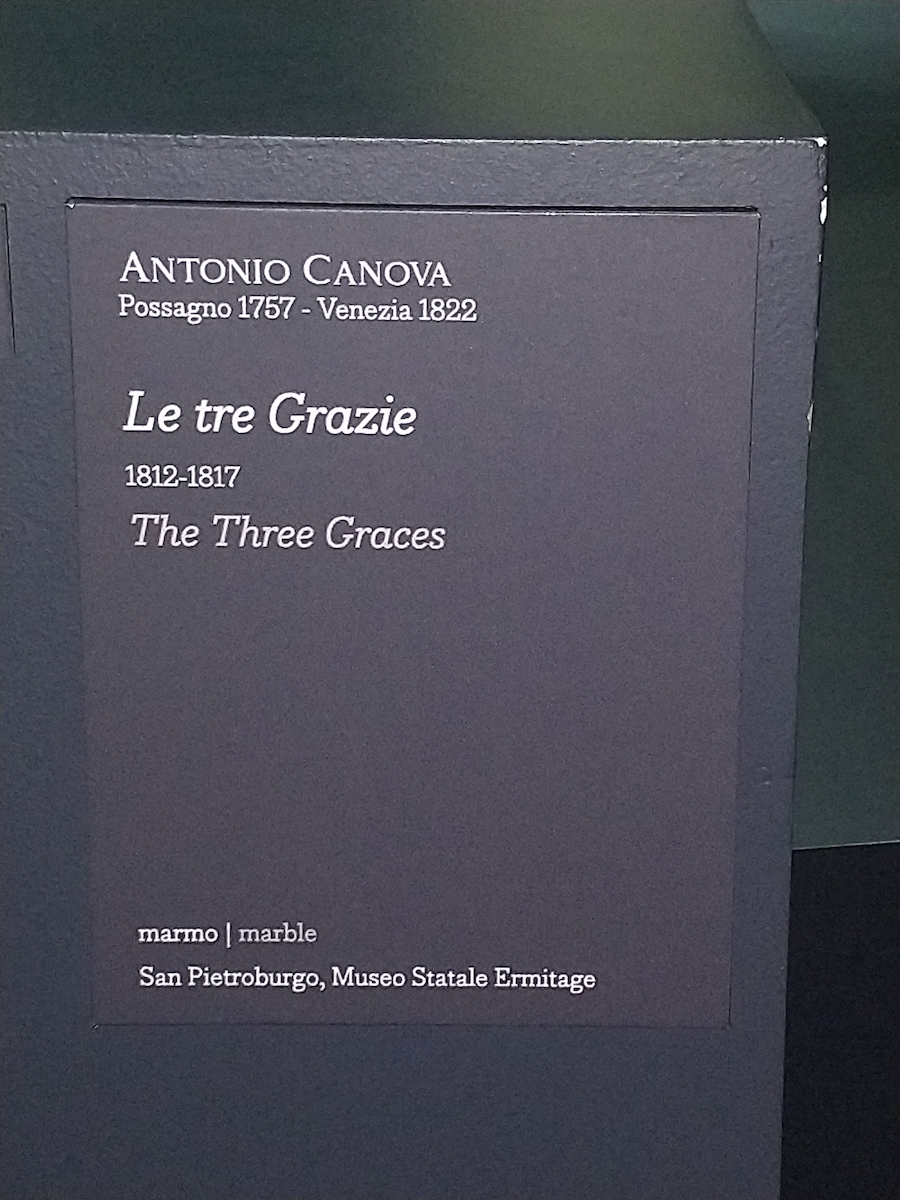 ANTONIO CANOVA
Possagno 1757 - Venezia 1822
Le tre Grazie
1812-1817
The Three Graces
marmo | marble
San Pietroburgo, Museo Statale Ermitage